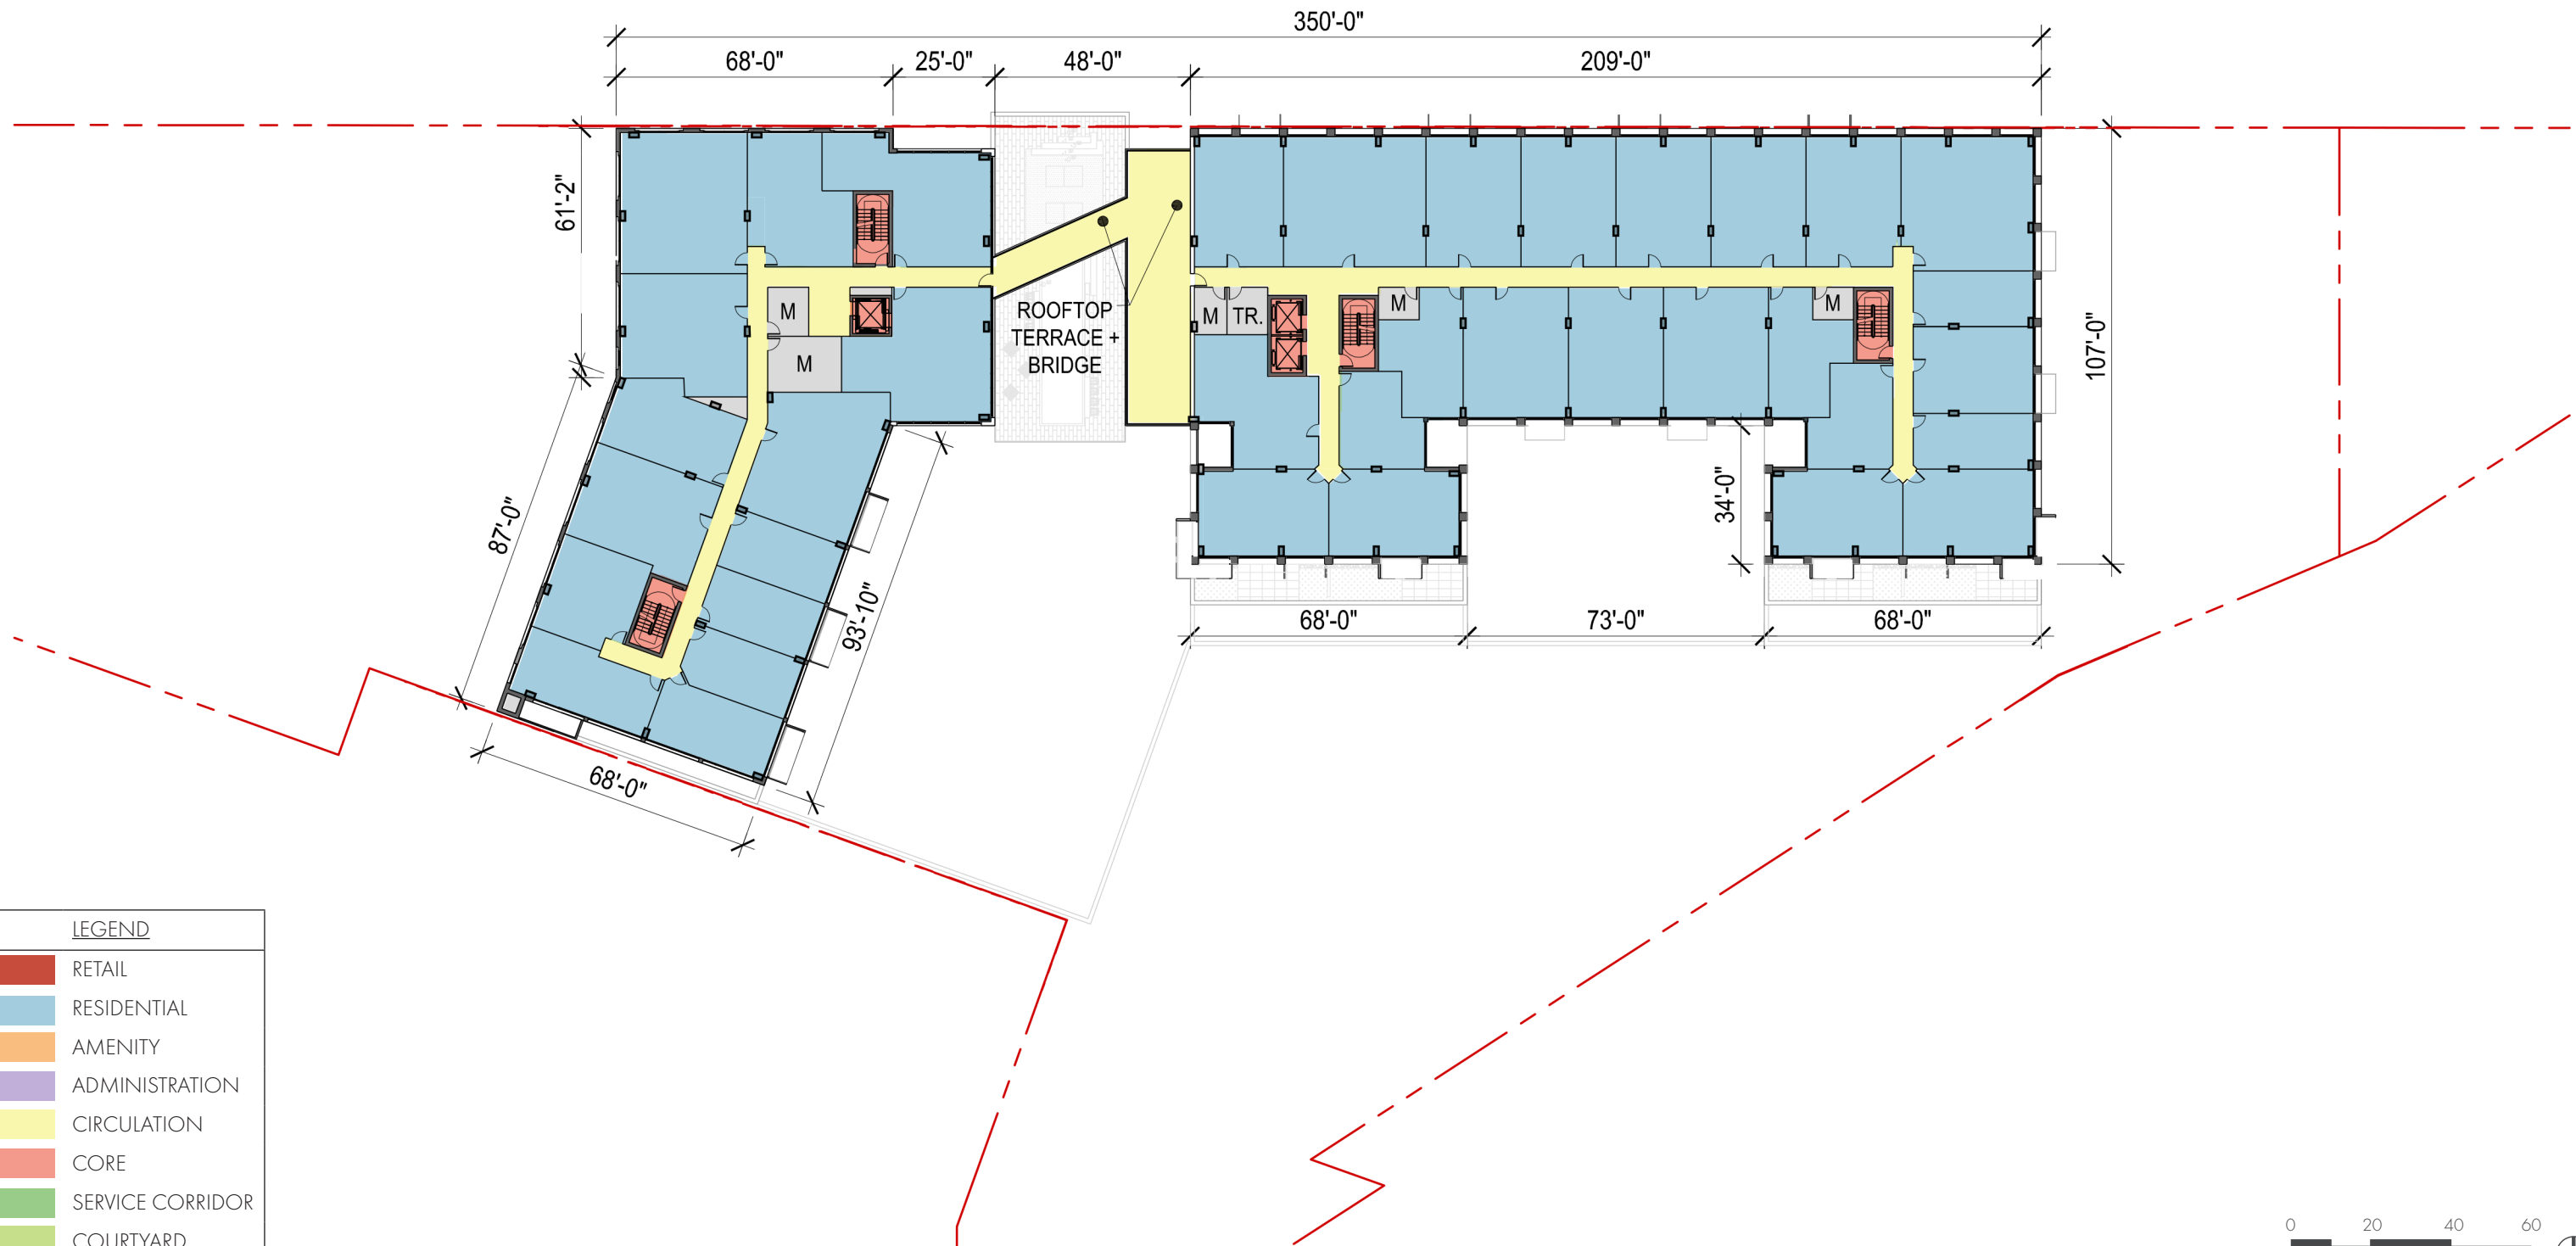 350'-0"
68'-0"
25'-0"
48'-0"
209'-0"
61'-2"
M
M
ROOFTOP
TERRACE +
BRIDGE
M
TR.
M
M
107'-0"
34'-0"
87'-0"
93'-10"
68'-0"
68'-0"
73'-0"
68'-0"
LEGEND
RETAIL
RESIDENTIAL
AMENITY
ADMINISTRATION
CIRCULATION
CORE
SERVICE CORRIDOR
COURTYARD
0 20 40 60